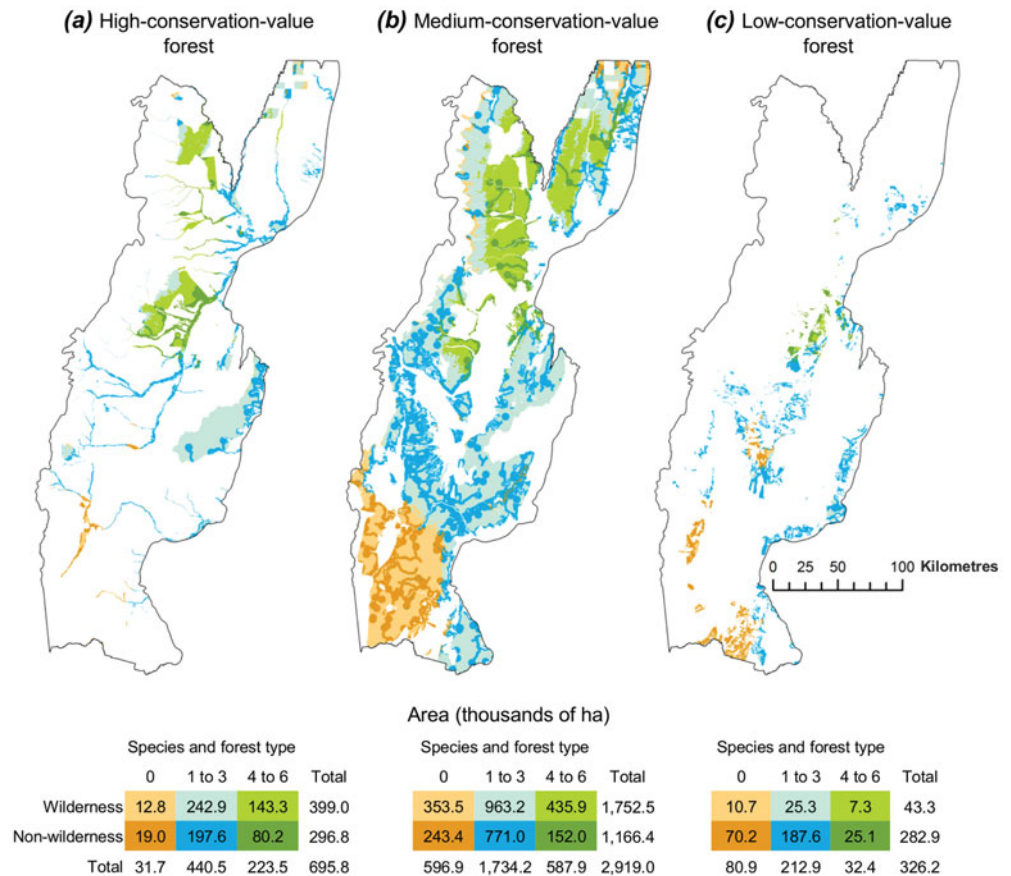 (a) High-conservation-value
forest
(b) Medium-conservation-value
forest
(c) Low-conservation-value
forest
0 25 50 100 Kilometres
Area (thousands of ha)
Species and forest type
0 1 to 3 4 to 6 Total
Wilderness 12.8 242.9 143.3 399.0
Non-wilderness 19.0 197.6 80.2 296.8
Total 31.7 440.5 223.5 695.8
Species and forest type
0 1 to 3 4 to 6 Total
353.5 963.2 435.9 1,752.5
243.4 771.0 152.0 1,166.4
596.9 1,734.2 587.9 2,919.0
Species and forest type
0 1 to 3 4 to 6 Total
10.7 25.3 7.3 43.3
70.2 187.6 25.1 282.9
80.9 212.9 32.4 326.2